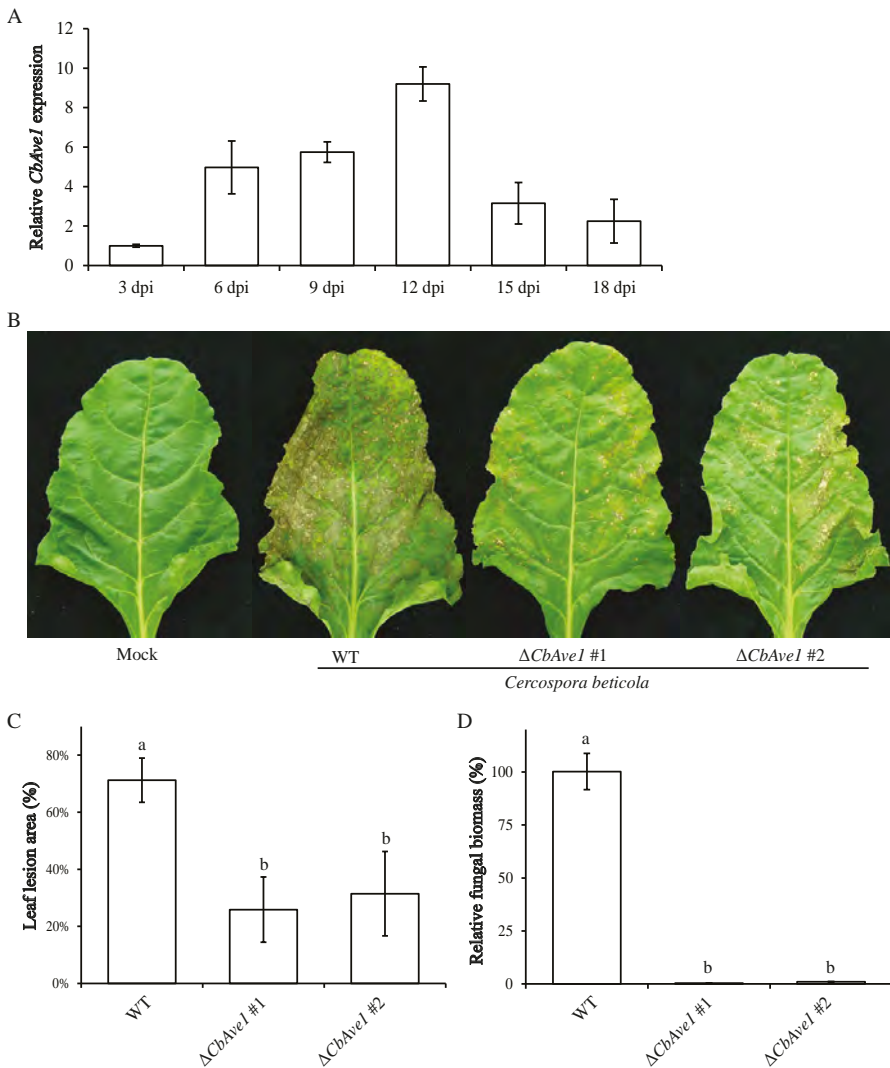 A
Relative CbAve1 expression
12
10
8
6
4
2
0
3 dpi 6 dpi 9 dpi 12 dpi 15 dpi 18 dpi
B
Mock WT ΔCbAve1 #1 ΔCbAve1 #2
Cercospora beticola
C
Leaf lesion area (%)
80%
60%
40%
20%
0%
a
b
b
WT ΔCbAve1 #1 ΔCbAve1 #2
D
Relative fungal biomass (%)
100
75
50
25
0
a
b
b
WT ΔCbAve1 #1 ΔCbAve1 #2